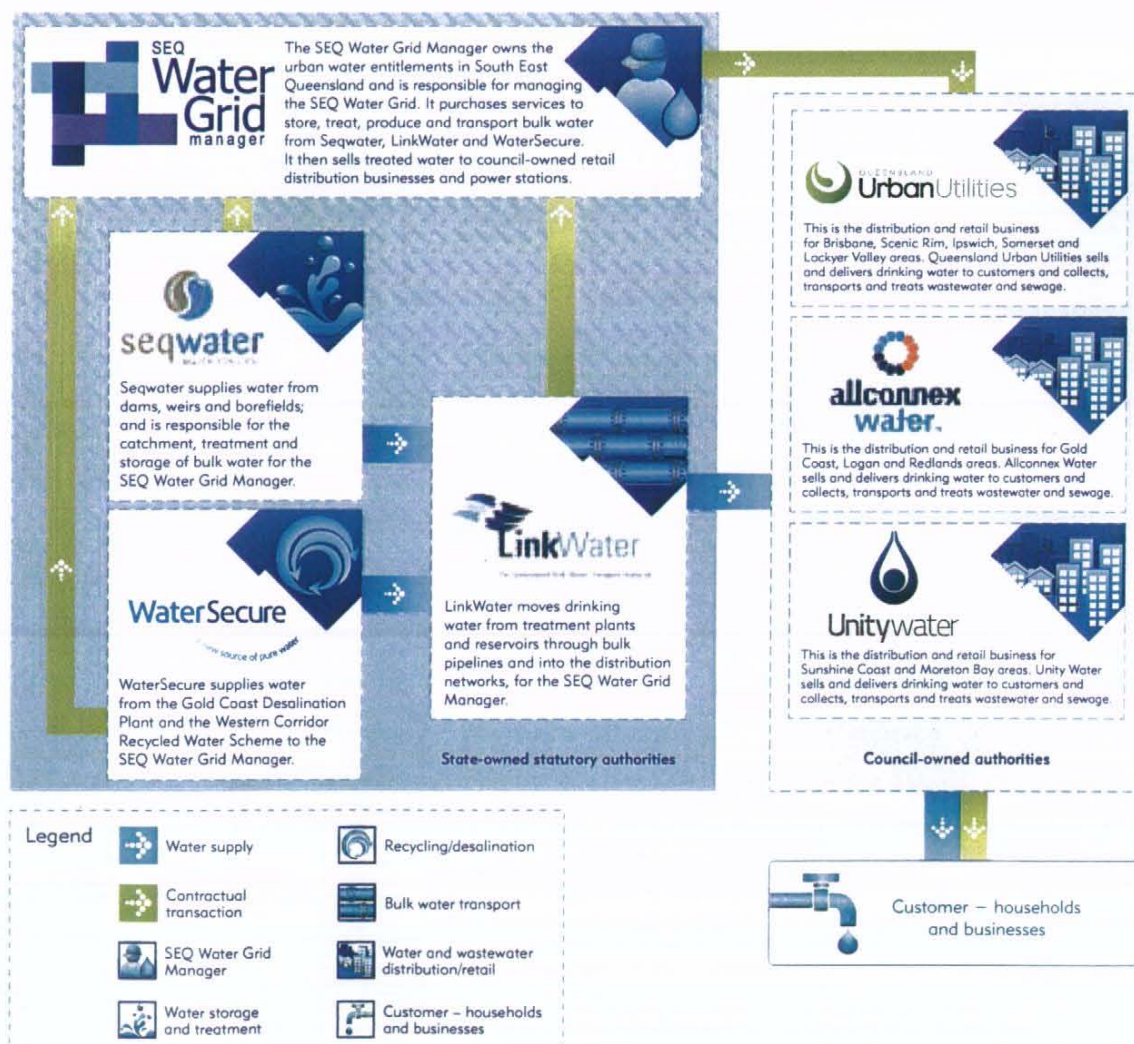 SEQ
Water
Grid
manager
The SEQ Water Grid Manager owns the
urban water entitlements in South East
Queensland and is responsible for managing
the SEQ Water Grid. It purchases services to
store, treat, produce and transport bulk water
from Seqwater, LinkWater and WaterSecure.
It then sells treated water to council-owned retail
distribution businesses and power stations.
seqwater
Seqwater supplies water from
dams, weirs and borefields;
and is responsible for the
catchment, treatment and
storage of bulk water for the
SEQ Water Grid Manager.
WaterSecure
source of pure water
WaterSecure supplies water
from the Gold Coast Desalination
Plant and the Western Corridor
Recycled Water Scheme to the
SEQ Water Grid Manager.
LinkWater
LinkWater moves drinking
water from treatment plants
and reservoirs through bulk
pipelines and into the distribution
networks, for the SEQ Water Grid
Manager.
State-owned statutory authorities
QUEENSLAND
UrbanUtilities
This is the distribution and retail business
for Brisbane, Scenic Rim, Ipswich, Somerset and
Lockyer Valley areas. Queensland Urban Utilities sells
and delivers drinking water to customers and collects,
transports and treats wastewater and sewage.
allconnex
water
This is the distribution and retail business for Gold
Coast, Logan and Redlands areas. Allconnex Water
sells and delivers drinking water to customers and
collects, transports and treats wastewater and sewage.
Unitywater
This is the distribution and retail business for
Sunshine Coast and Moreton Bay areas. Unity Water
sells and delivers drinking water to customers and
collects, transports and treats wastewater and sewage.
Council-owned authorities
Customer – households
and businesses
Legend
Water supply
Contractual
transaction
SEQ Water Grid
Manager
Water storage
and treatment
Recycling/desalination
Bulk water transport
Water and wastewater
distribution/retail
Customer – households
and businesses